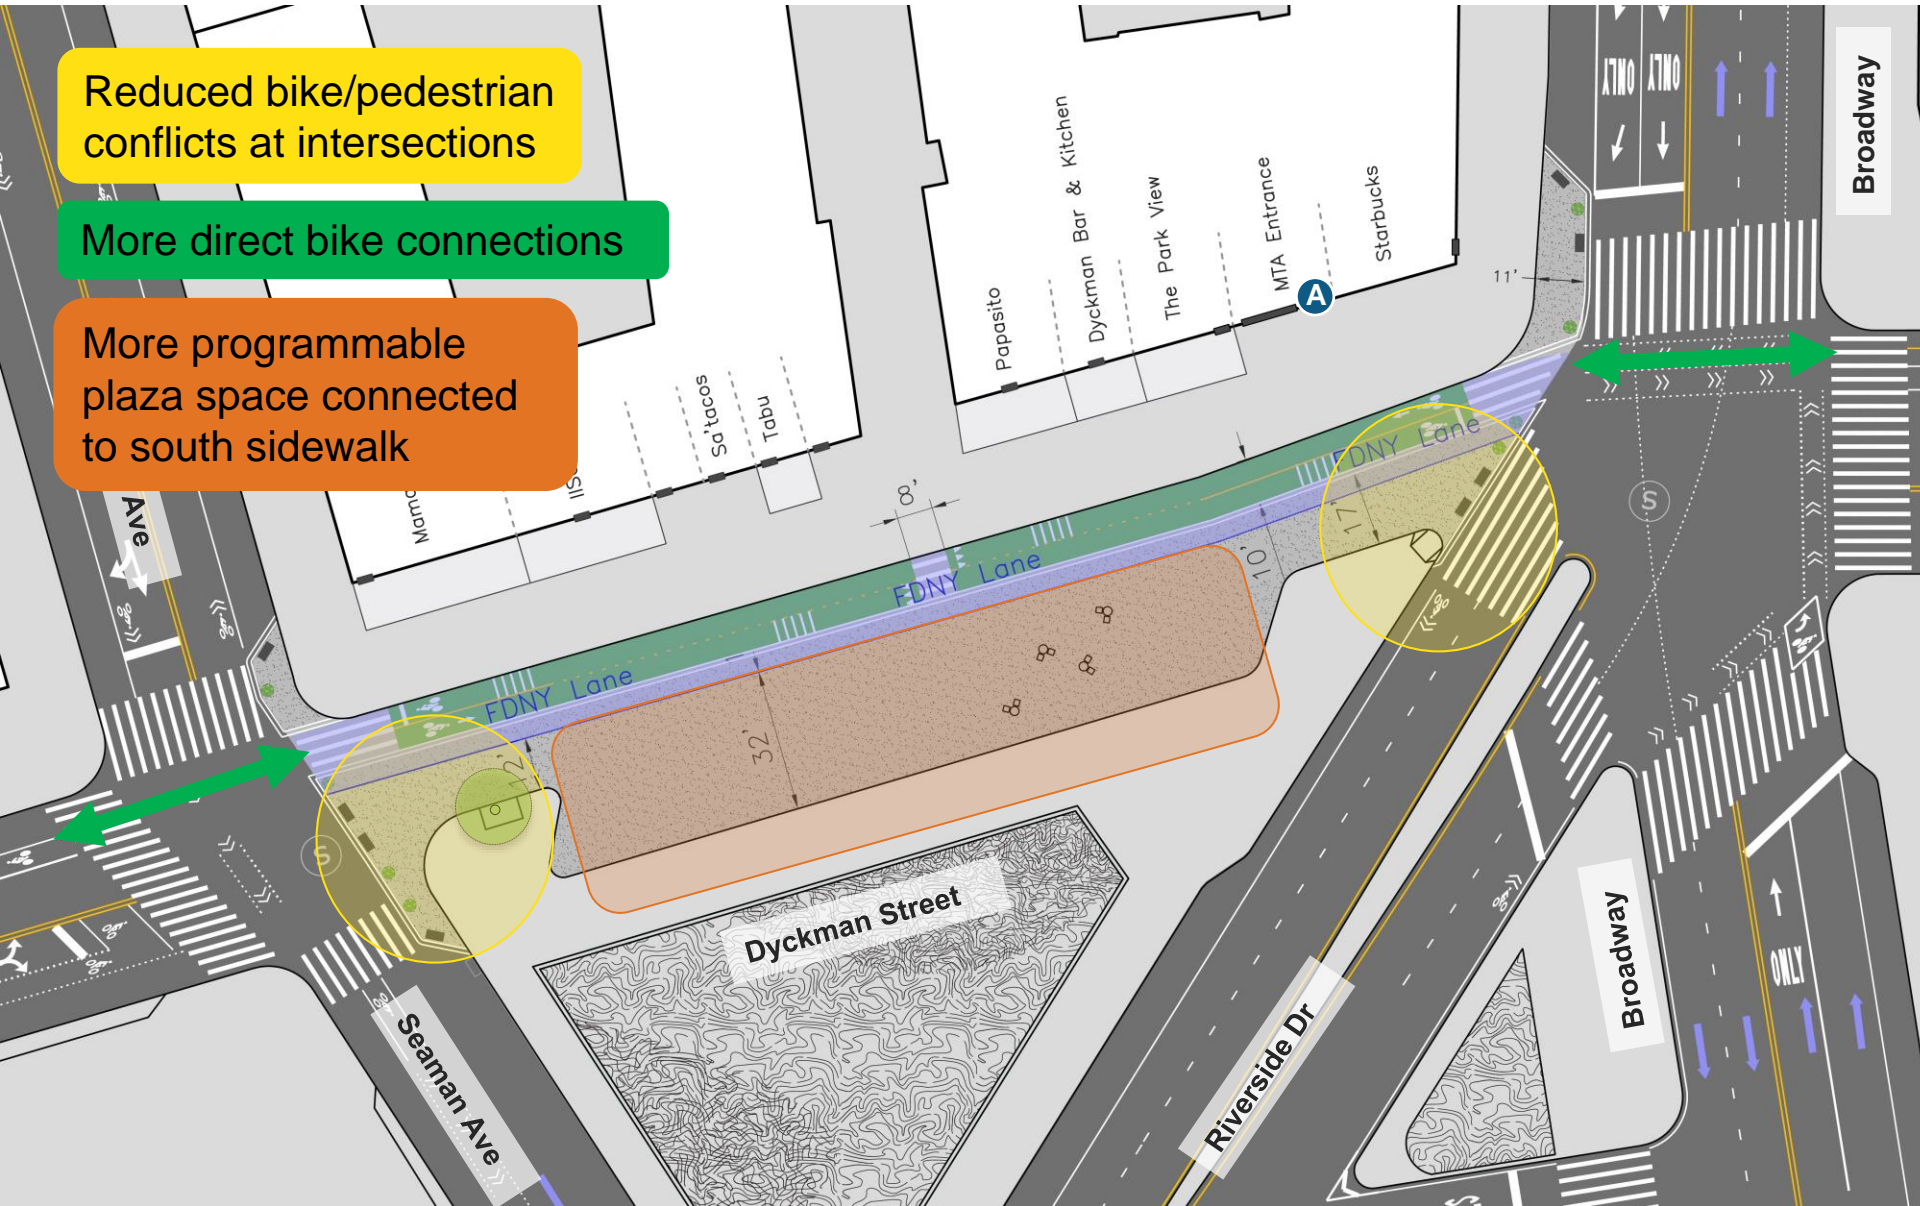 Reduced bike/pedestrian
conflicts at intersections
More direct bike connections
More programmable
plaza space connected
to south sidewalk
Ave
Papasito
Dyckman Bar & Kitchen
The Park View
MTA Entrance
Starbucks
A
Sa'tacos
Tabu
ONLY
ONLY
Broadway
11'
8'
FDNY Lane
FDNY Lane
FDNY Lane
17'
10'
12'
32'
S
S
Dyckman Street
Seaman Ave
Riverside Dr
Broadway
ONLY